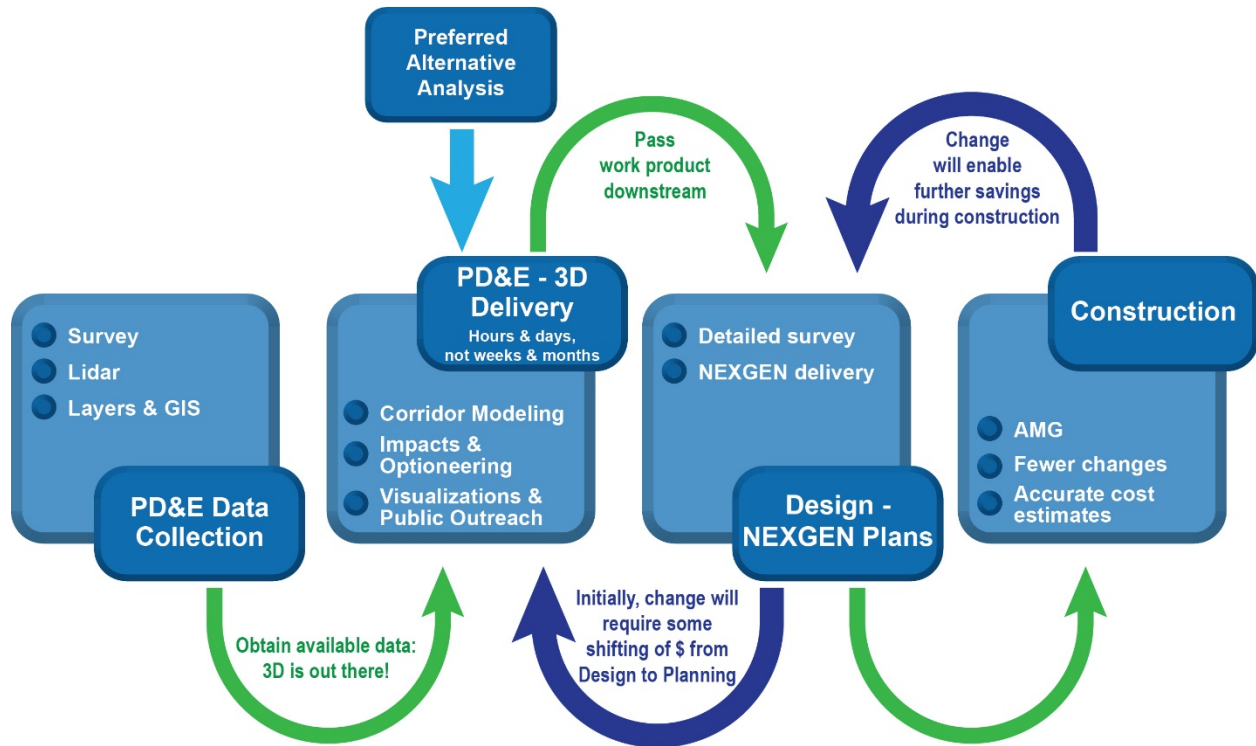 Preferred
Alternative
Analysis
Pass
work product
downstream
Change
will enable
further savings
during construction
Survey
Lidar
Layers & GIS
PD&E Data
Collection
PD&E - 3D
Delivery
Hours & days,
not weeks & months
Corridor Modeling
Impacts &
Optioneering
Visualizations &
Public Outreach
Detailed survey
NEXGEN delivery
Design -
NEXGEN Plans
Construction
AMG
Fewer changes
Accurate cost
estimates
Obtain available data:
3D is out there!
Initially, change will
require some
shifting of $ from
Design to Planning